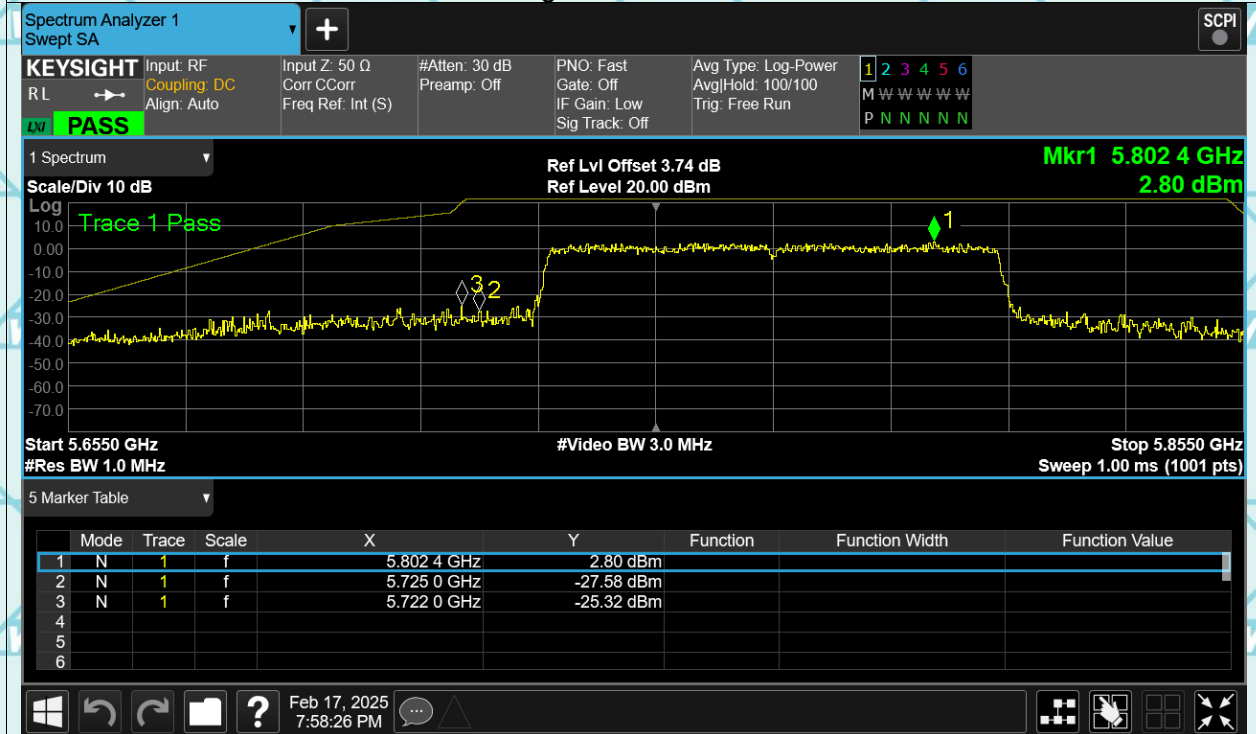 Spectrum Analyzer 1
Swept SA
SCPI
KEYSIGHT
RL
LXI PASS
Input: RF
Coupling: DC
Align: Auto
Input Z: 50 Ω
Corr CCorr
Freq Ref: Int (S)
#Atten: 30 dB
Preamp: Off
PNO: Fast
Gate: Off
IF Gain: Low
Sig Track: Off
Avg Type: Log-Power
Avg|Hold: 100/100
Trig: Free Run
1 2 3 4 5 6
M W W W W W
P N N N N N
1 Spectrum
Scale/Div 10 dB
Ref Lvl Offset 3.74 dB
Ref Level 20.00 dBm
Mkr1 5.802 4 GHz
2.80 dBm
Log
Trace 1 Pass
10.0
0.00
-10.0
-20.0
-30.0
-40.0
-50.0
-60.0
-70.0
1
3
2
Start 5.6550 GHz
#Res BW 1.0 MHz
#Video BW 3.0 MHz
Stop 5.8550 GHz
Sweep 1.00 ms (1001 pts)
5 Marker Table
Mode Trace Scale X Y Function Function Width Function Value
1 N 1 f 5.802 4 GHz 2.80 dBm
2 N 1 f 5.725 0 GHz -27.58 dBm
3 N 1 f 5.722 0 GHz -25.32 dBm
4
5
6
?
Feb 17, 2025
7:58:26 PM